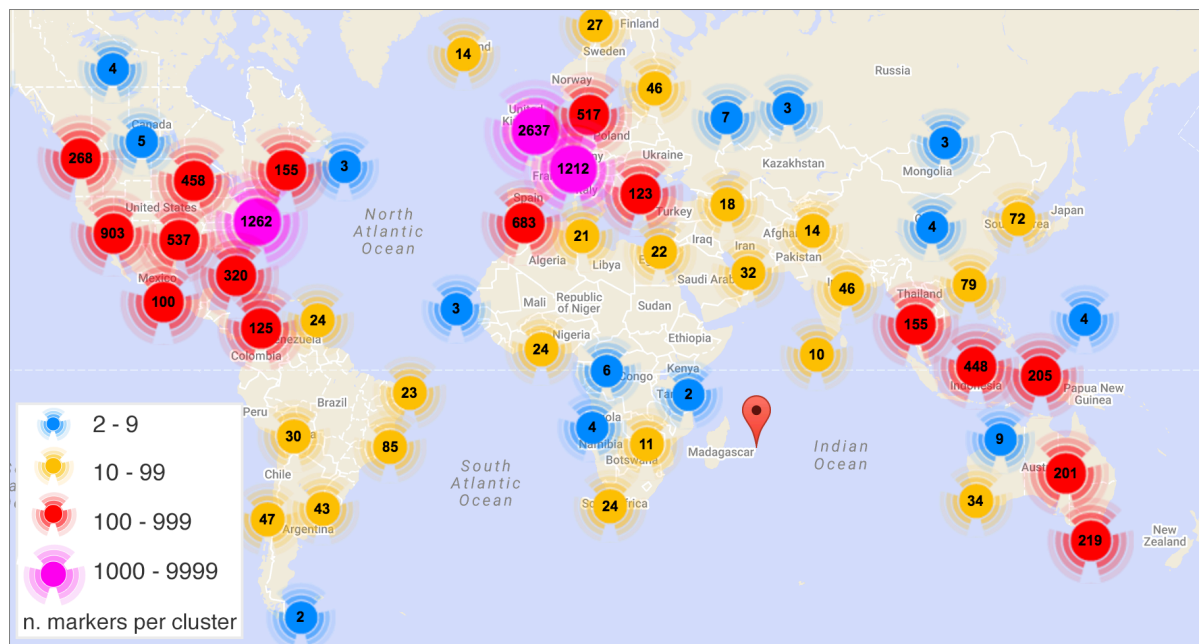 27
Finland
Sweden
14
Russia
4
Norway
46
517
7
3
Canada
5
2637
Poland
3
268
155
3
1212
Ukraine
Kazakhstan
Mongolia
458
123
United States
North
Atlantic
Ocean
Spain
Turkey
18
72
Japan
903
537
1262
683
21
22
Iraq
Iran
14
4
Algeria
Libya
Pakistan
320
Saudi
32
46
79
Mexico
100
3
Mali
Republic
of Niger
Sudan
Thailand
125
24
Nigeria
Ethiopia
155
4
Colombia
24
10
6
Kenya
448
205
Indonesia
Papua New
Guinea
Brazil
23
2
Peru
4
9
30
85
Namibia
11
Botswana
Madagascar
Indian
Ocean
Chile
South
Atlantic
Ocean
201
34
47
43
24
Argentina
219
New
Zealand
2
2 - 9
10 - 99
100 - 999
1000 - 9999
n. markers per cluster